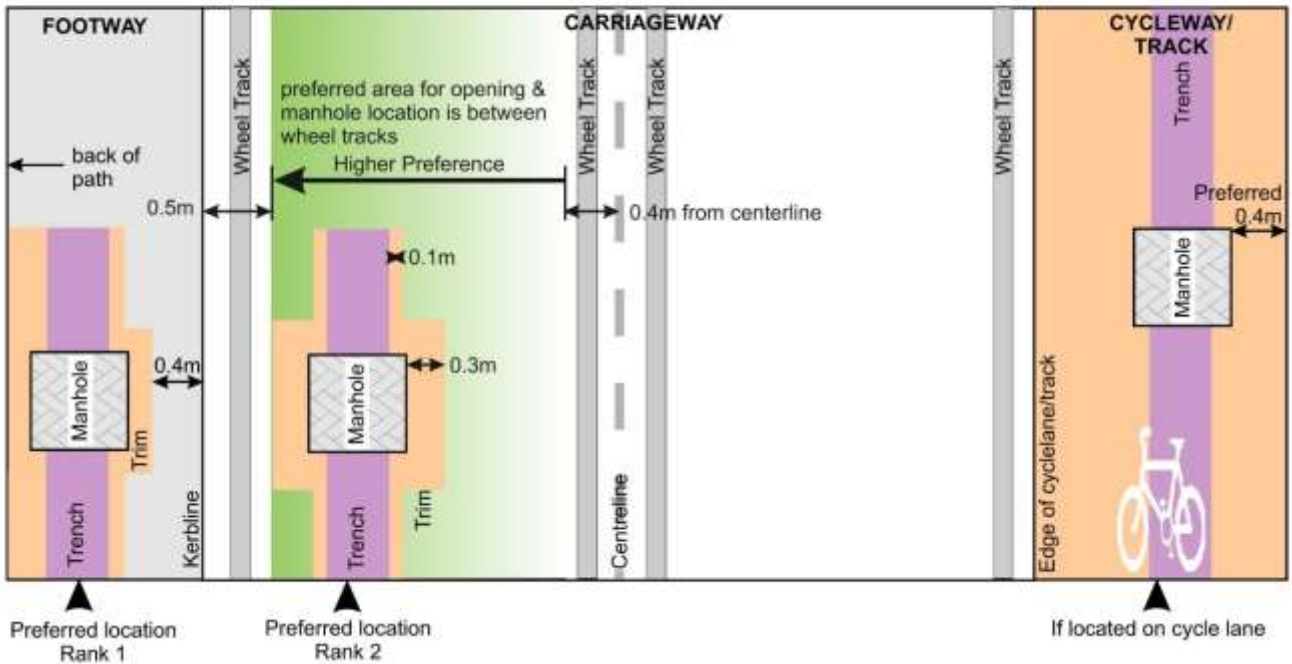 FOOTWAY
CARRIAGEWAY
CYCLEWAY/
TRACK
Wheel Track
preferred area for opening &
manhole location is between
wheel tracks
Wheel Track
Wheel Track
Wheel Track
Trench
back of
path
Higher Preference
0.5m
0.4m from centerline
Preferred
0.4m
0.1m
Manhole
0.4m
0.3m
Manhole
Manhole
Trim
Trim
Kerbline
Trench
Trench
Centreline
Edge of cyclelane/track
Preferred location
Rank 1
Preferred location
Rank 2
If located on cycle lane